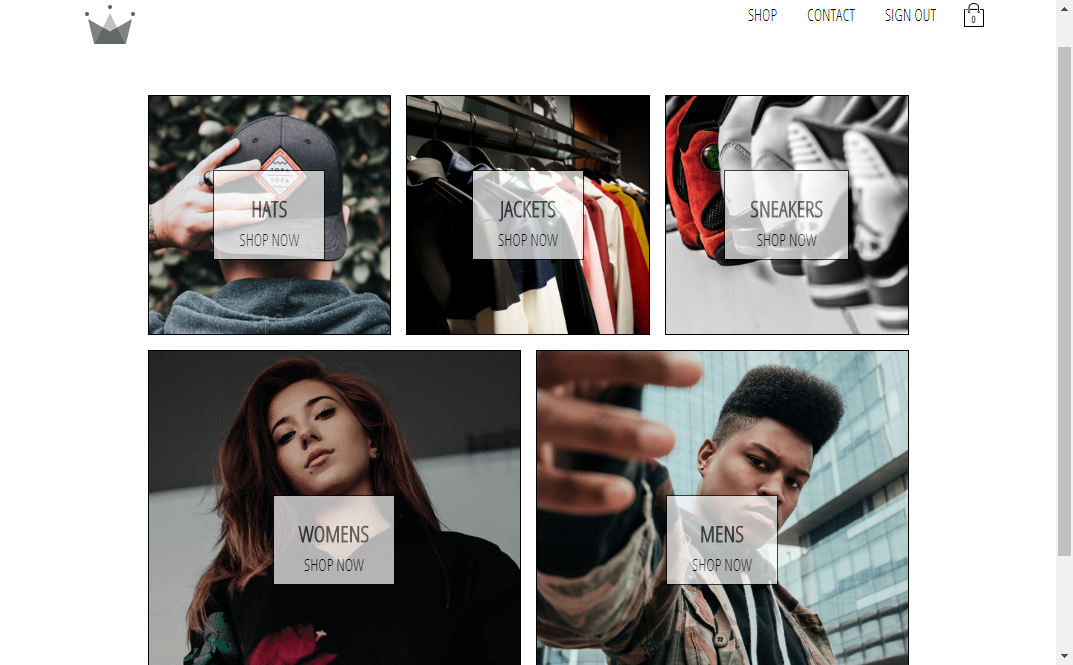 SHOP CONTACT SIGN OUT 0
TOPA
TOPA
HATS
SHOP NOW
JACKETS
SHOP NOW
SNEAKERS
SHOP NOW
WOMENS
SHOP NOW
MENS
SHOP NOW